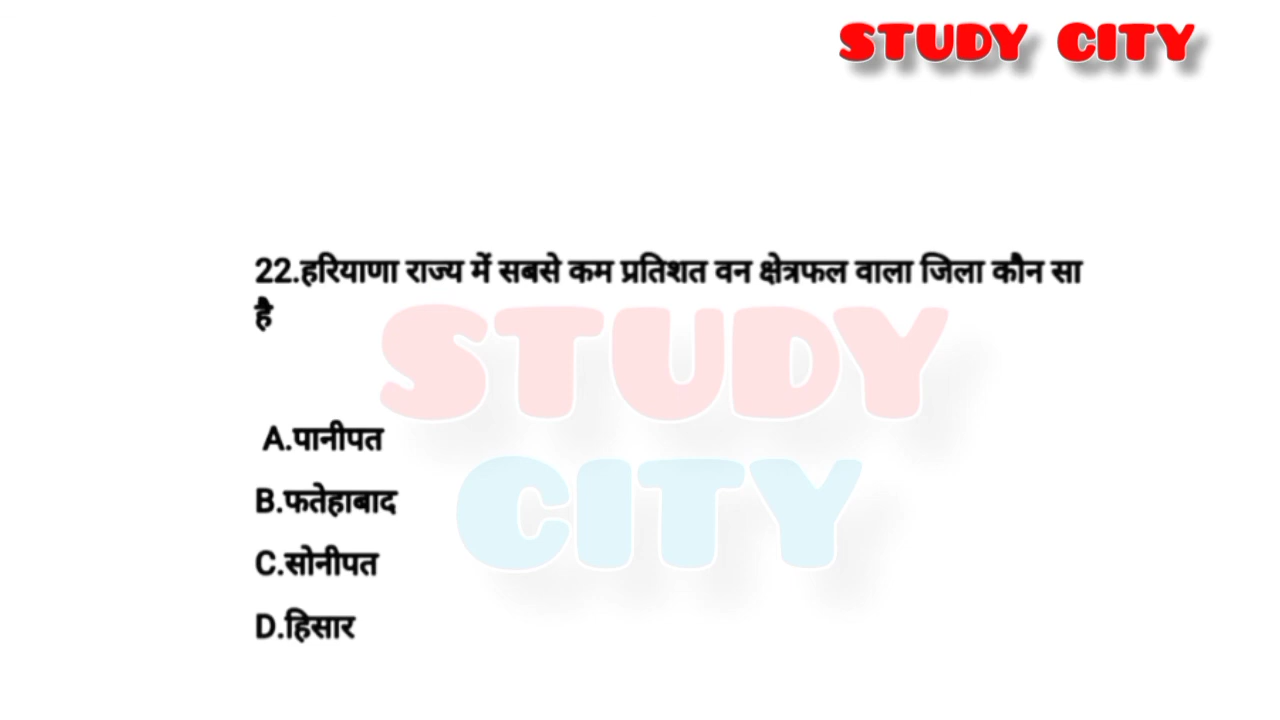 STUDY CITY
22.हरियाणा राज्य में सबसे कम प्रतिशत वन क्षेत्रफल वाला जिला कौन सा
है
STUDY
CITY
A.पानीपत
B.फतेहाबाद
C.सोनीपत
D.हिसार